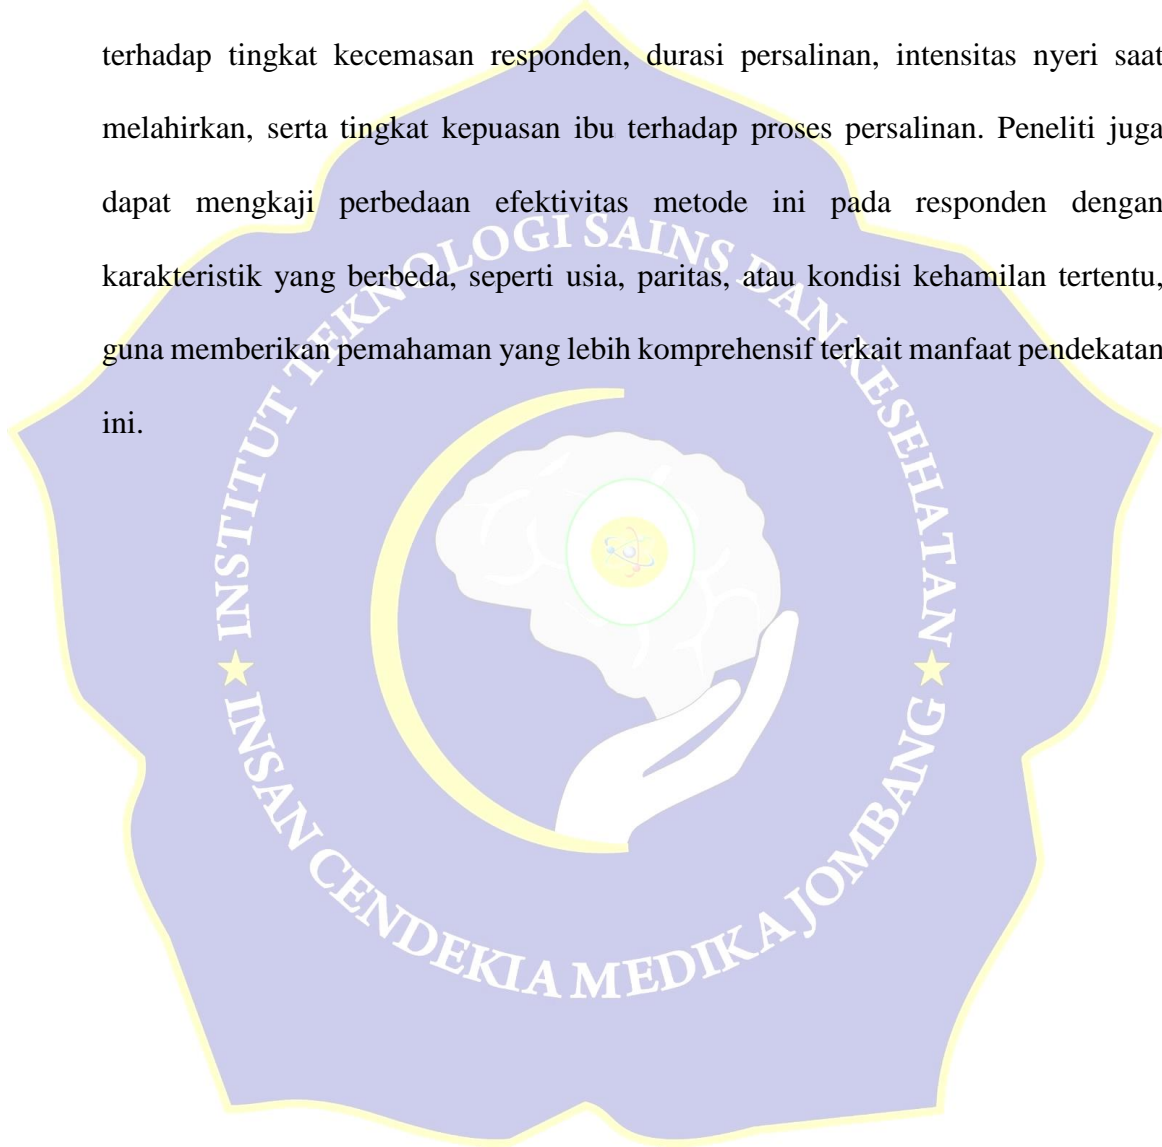 terhadap tingkat kecemasan responden, durasi persalinan, intensitas nyeri saat
melahirkan, serta tingkat kepuasan ibu terhadap proses persalinan. Peneliti juga
dapat mengkaji perbedaan efektivitas metode ini pada responden dengan
karakteristik yang berbeda, seperti usia, paritas, atau kondisi kehamilan tertentu,
guna memberikan pemahaman yang lebih komprehensif terkait manfaat pendekatan
ini.
INSTITUT TEKNOLOGI SAINS DAN KESEHATAN
INSAN CENDEKIA MEDIKA JOMBANG